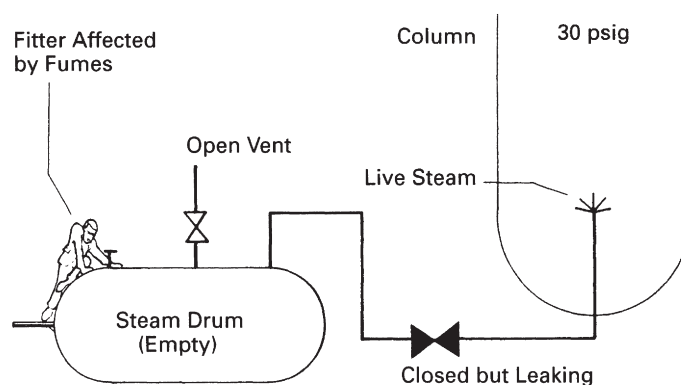 Fitter Affected
by Fumes
Column
30 psig
Open Vent
Live Steam
Steam Drum
(Empty)
Closed but Leaking